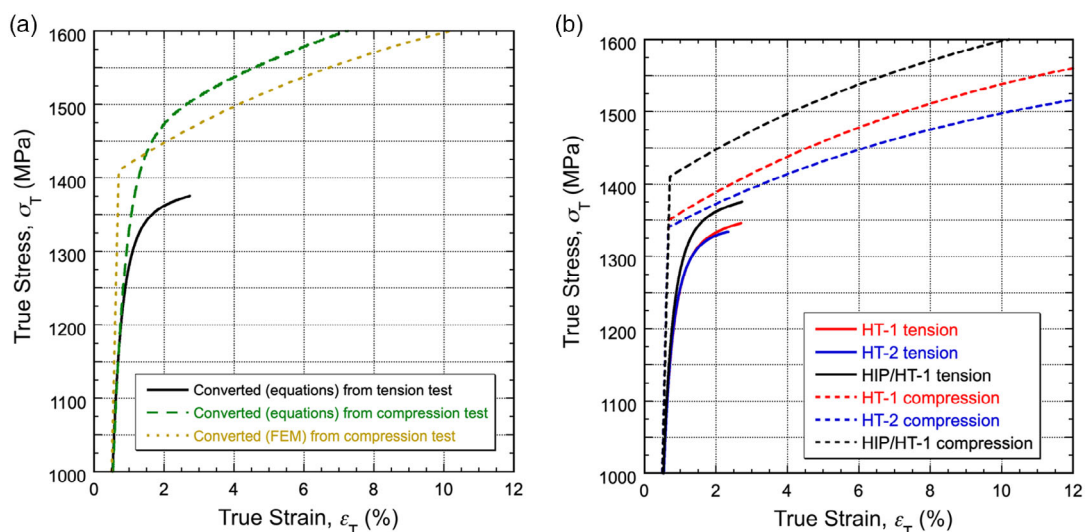 (a)
1600
1500
1400
1300
1200
1100
1000
True Stress, σT (MPa)
Converted (equations) from tension test
Converted (equations) from compression test
Converted (FEM) from compression test
0 2 4 6 8 10 12
True Strain, εT (%)
(b)
1600
1500
1400
1300
1200
1100
1000
True Stress, σT (MPa)
HT-1 tension
HT-2 tension
HIP/HT-1 tension
HT-1 compression
HT-2 compression
HIP/HT-1 compression
0 2 4 6 8 10 12
True Strain, εT (%)